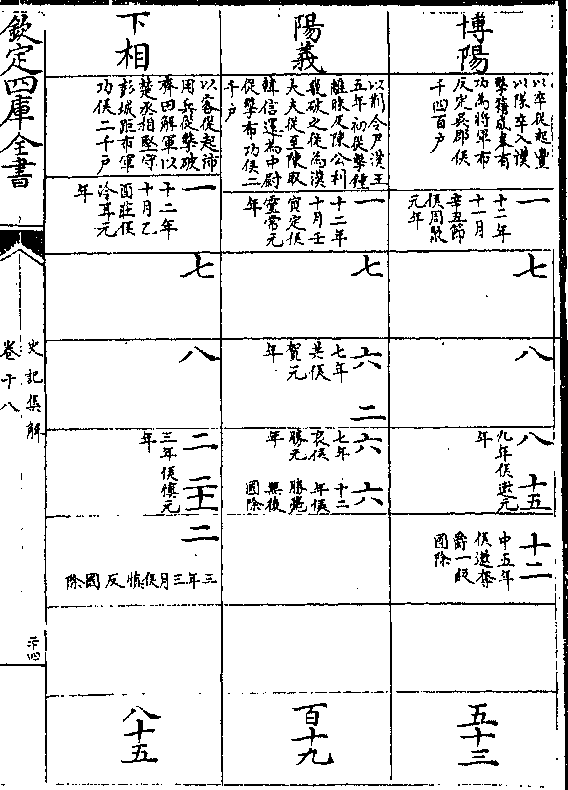 博陽
以卒從起豐
以隊卒入漢
擊籍成臯有
功為將軍布
反定吳郡侯
千四百户
一
十二年
十一月
辛丑節
侯周聚
元年
七
八
八
九年侯遬元
年
十五
十二
中五年
侯遬奪
爵一級
國除
五十三
陽義
以荆令尹漢王
五年初從擊鍾
離眛及陳公利
幾破之徙為漢
大夫從至陳取
韓信還為中尉
從擊布功侯二
千户
一
十二年
十月壬
寅定侯
靈常元
年
七
六
七年
共侯
賀元
年
二
六
七年
哀侯
勝元
年
六
十二
年侯
勝薨
無後
國除
百十九
下相
以客從起沛
用兵從擊破
齊田解軍以
楚丞相堅守
彭城距布軍
功侯二千户
一
十二年
十月乙
酉莊侯
冷耳元
年
七
八
二
三年侯慎元
年
二十一
二
三年三月侯慎反國除
八十五
欽定四庫全書
史記集解
卷十八
二十四